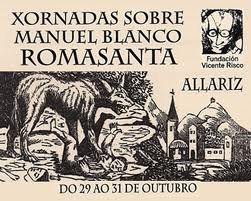 XORNADAS SOBRE
MANUEL BLANCO
ROMASANTA
Fundación
Vicente Risco
ALLARIZ
DO 29 AO 31 DE OUTUBRO